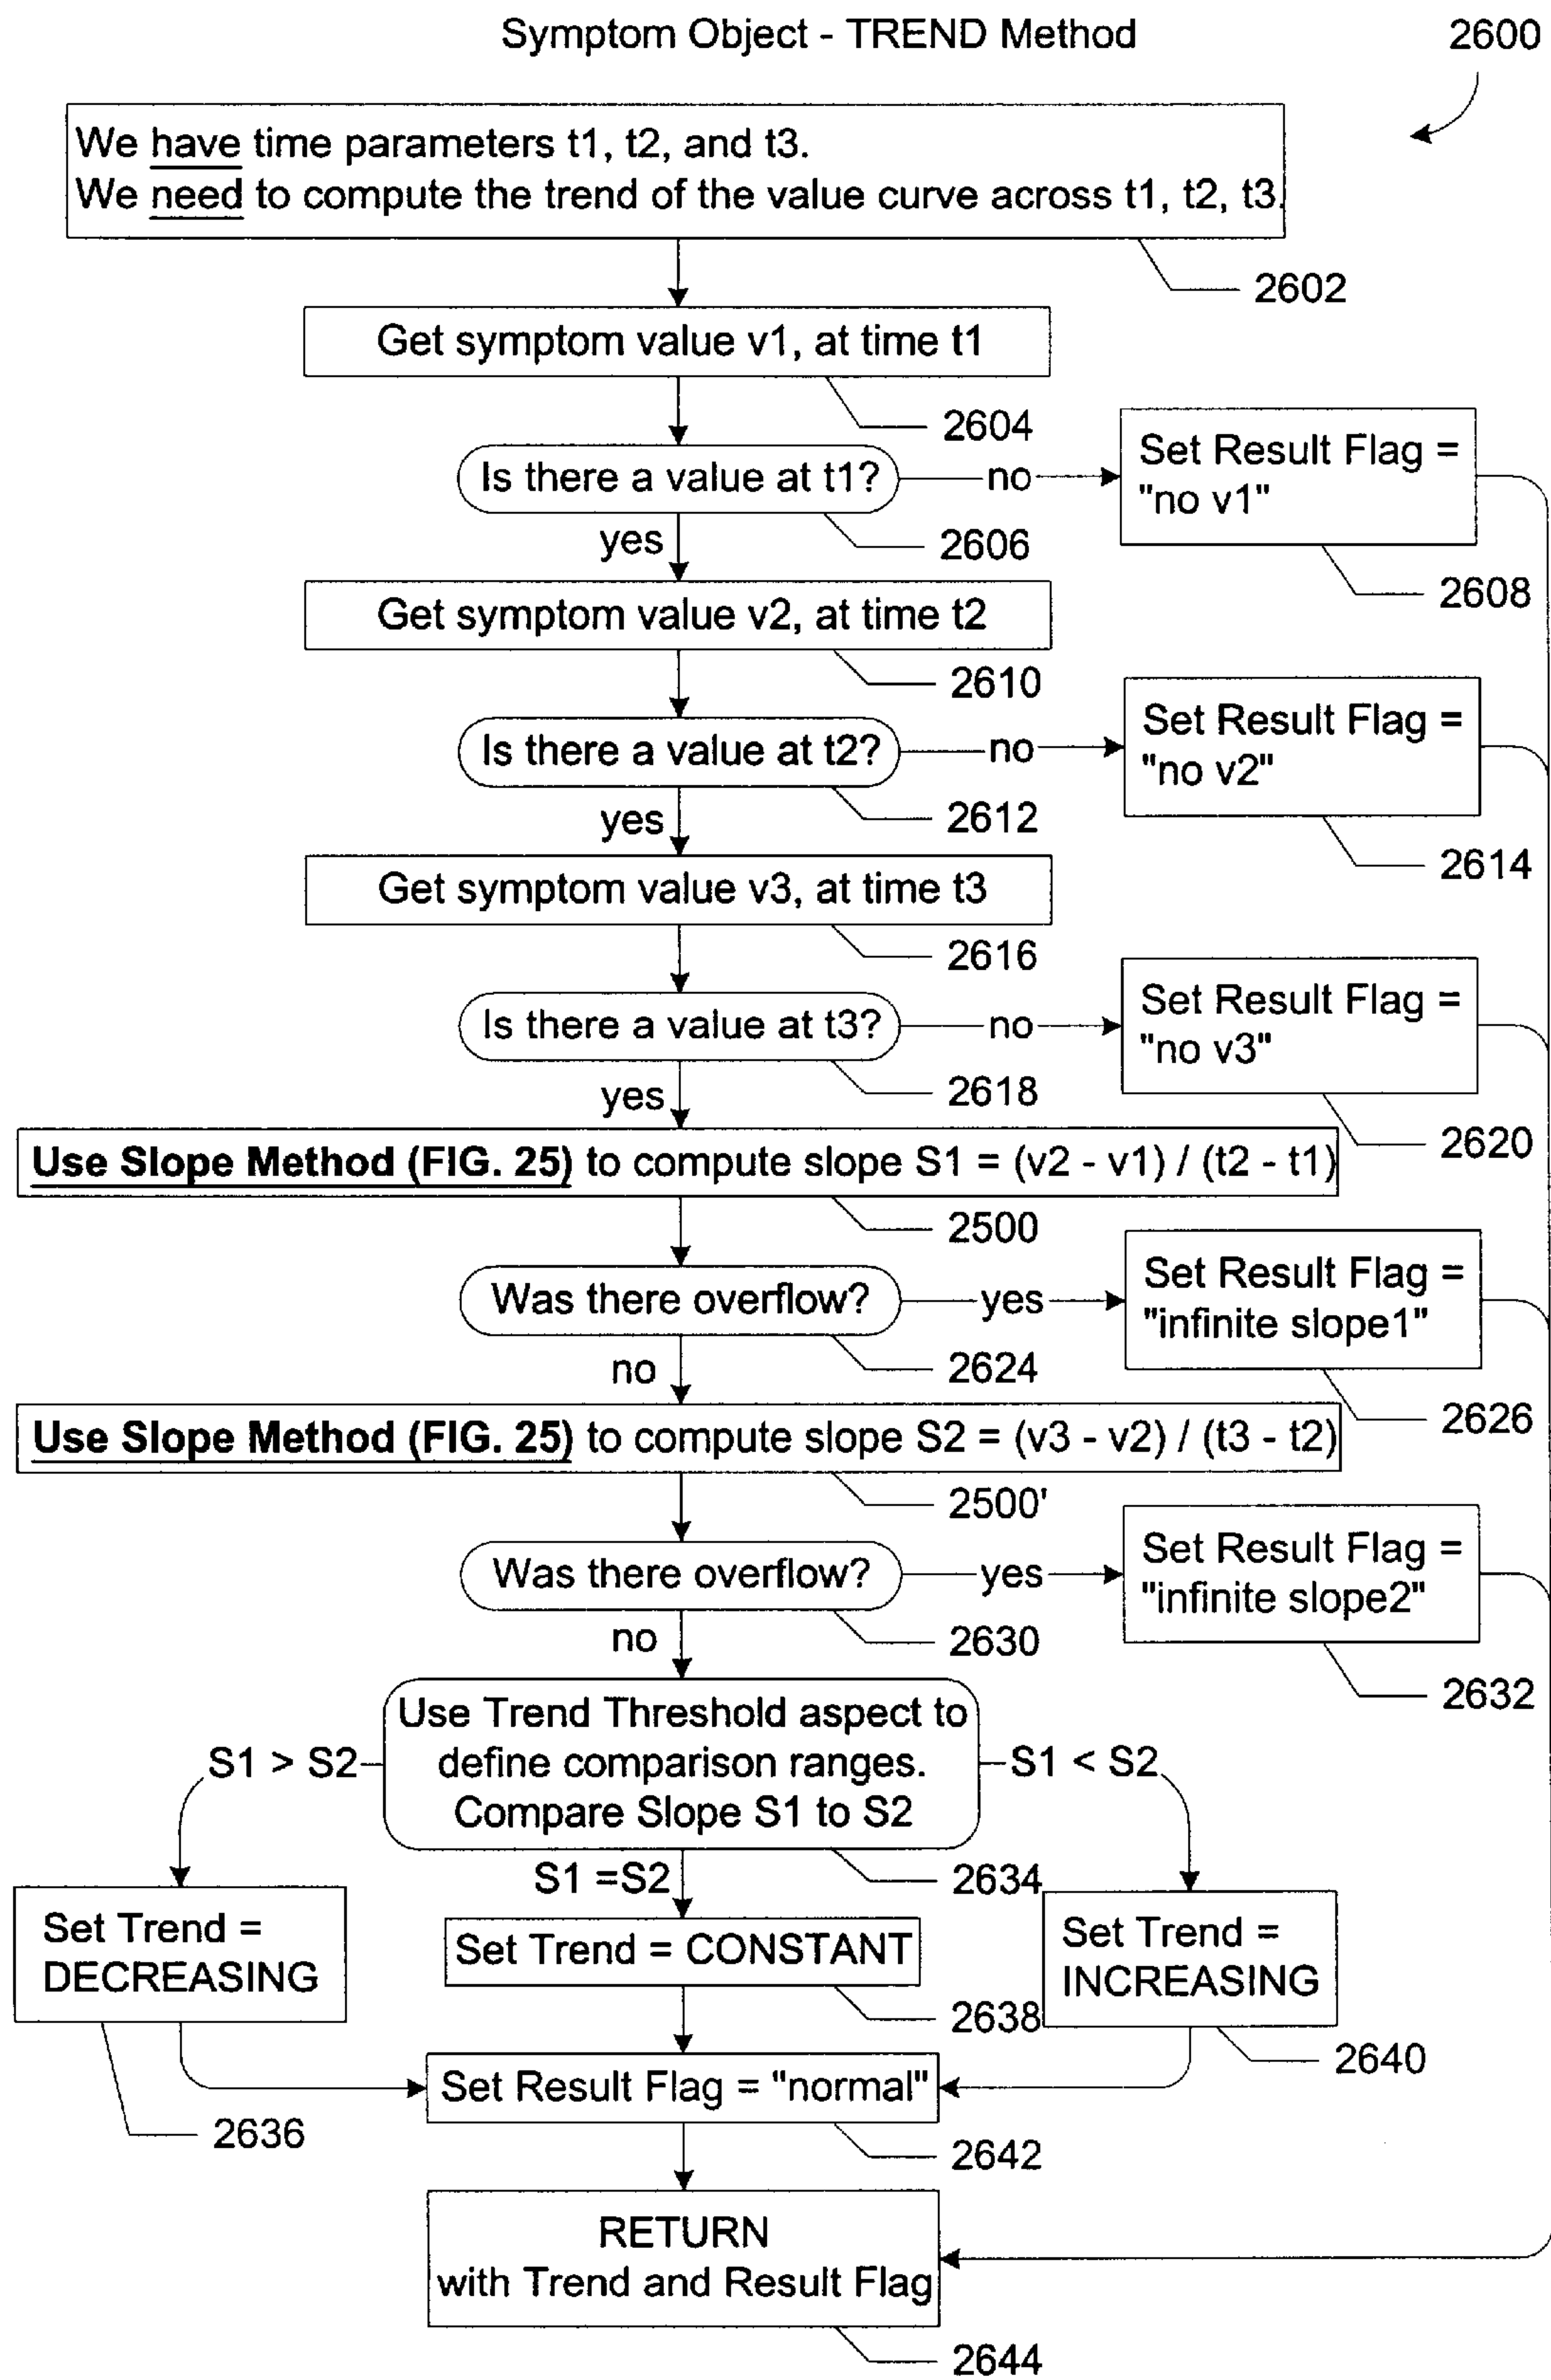 Symptom Object - TREND Method
2600
We have time parameters t1, t2, and t3.
We need to compute the trend of the value curve across t1, t2, t3.
2602
Get symptom value v1, at time t1
2604
Is there a value at t1?
no
Set Result Flag =
"no v1"
yes
2606
2608
Get symptom value v2, at time t2
2610
Is there a value at t2?
no
Set Result Flag =
"no v2"
yes
2612
2614
Get symptom value v3, at time t3
2616
Is there a value at t3?
no
Set Result Flag =
"no v3"
yes
2618
2620
Use Slope Method (FIG. 25) to compute slope S1 = (v2 - v1) / (t2 - t1)
2500
Was there overflow?
yes
Set Result Flag =
"infinite slope1"
no
2624
2626
Use Slope Method (FIG. 25) to compute slope S2 = (v3 - v2) / (t3 - t2)
2500'
Was there overflow?
yes
Set Result Flag =
"infinite slope2"
no
2630
2632
Use Trend Threshold aspect to
define comparison ranges.
Compare Slope S1 to S2
S1 > S2
S1 < S2
S1 =S2
2634
Set Trend =
DECREASING
Set Trend = CONSTANT
Set Trend =
INCREASING
2638
2640
Set Result Flag = "normal"
2636
2642
RETURN
with Trend and Result Flag
2644